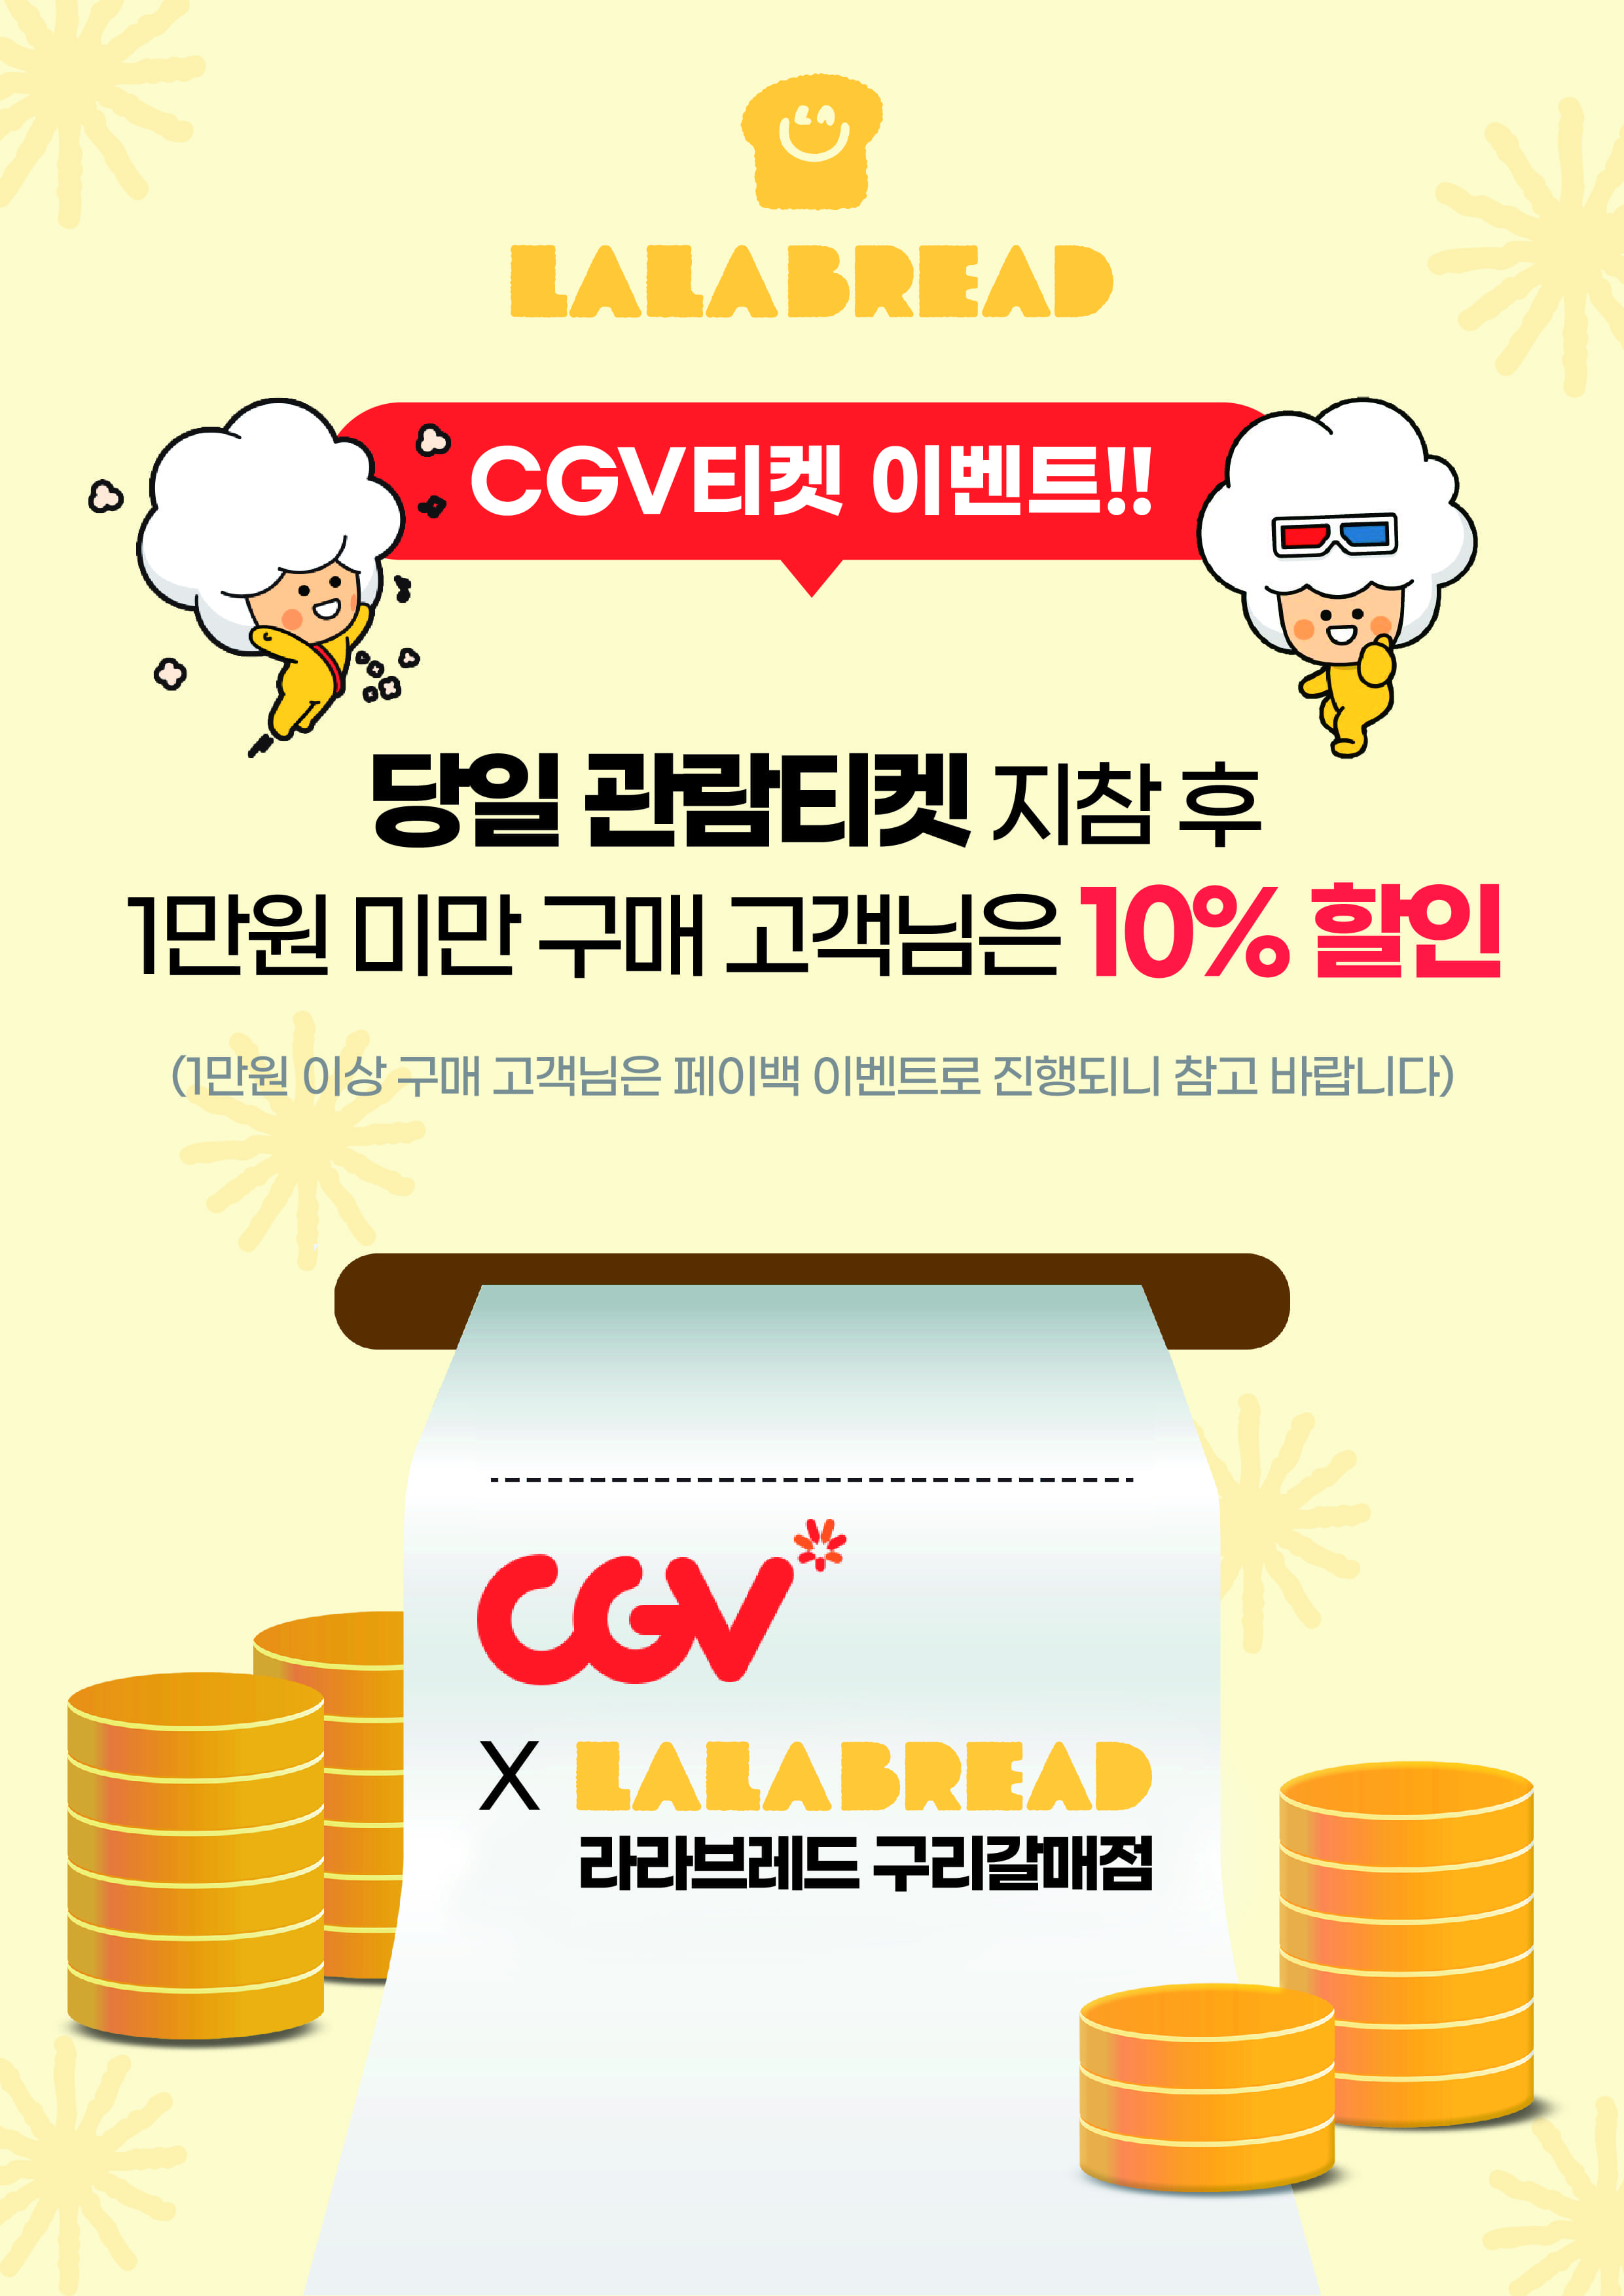 LALABREAD
CGV티켓 이벤트!!
당일 관람티켓 지참 후
1만원 미만 구매 고객님은 10% 할인
(1만원 이상 구매 고객님은 페이백 이벤트로 진행되니 참고 바랍니다)
CGV
X LALABREAD
라라브레드 구리갈매점